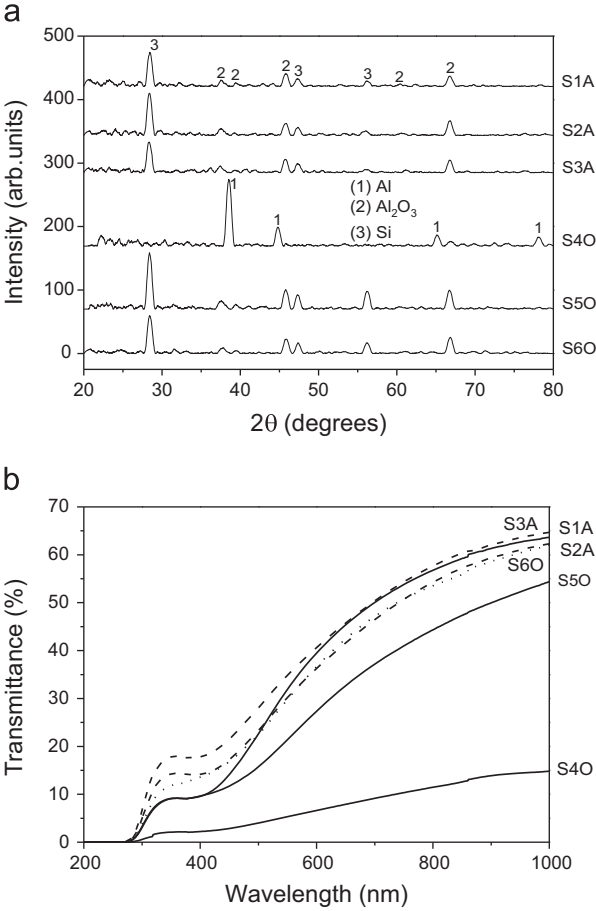 a
500
400
300
200
100
0
Intensity (arb.units)
3
2
2
2
3
3
2
2
S1A
S2A
S3A
1
1
1
1
S4O
(1) Al
(2) Al₂O₃
(3) Si
S5O
S6O
20 30 40 50 60 70 80
2θ (degrees)
b
70
60
50
40
30
20
10
0
Transmittance (%)
S3A
S1A
S2A
S6O
S5O
S4O
200 400 600 800 1000
Wavelength (nm)